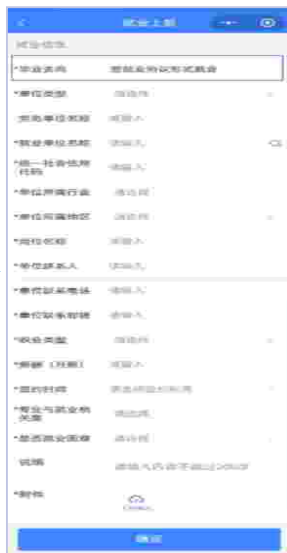 就业上报
就业信息
*毕业去向 签就业协议形式就业
*单位类型 请选择
劳务单位名称 请输入
*就业单位名称 请输入
*统一社会信用代码 请输入
*单位所属行业 请选择
*单位所属地区 请选择
*岗位名称 请输入
*单位联系人 请输入
*单位联系电话 请输入
*单位联系邮箱 请输入
*职业类型 请选择
*薪酬（月薪） 请输入
*签约时间
*专业与就业相关度 请选择
*是否就业困难 请选择
说明 请输入内容不超过200字
*附件